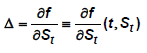 Δ = ∂f/∂S_t ≡ ∂f/∂S_t (t, S_t)